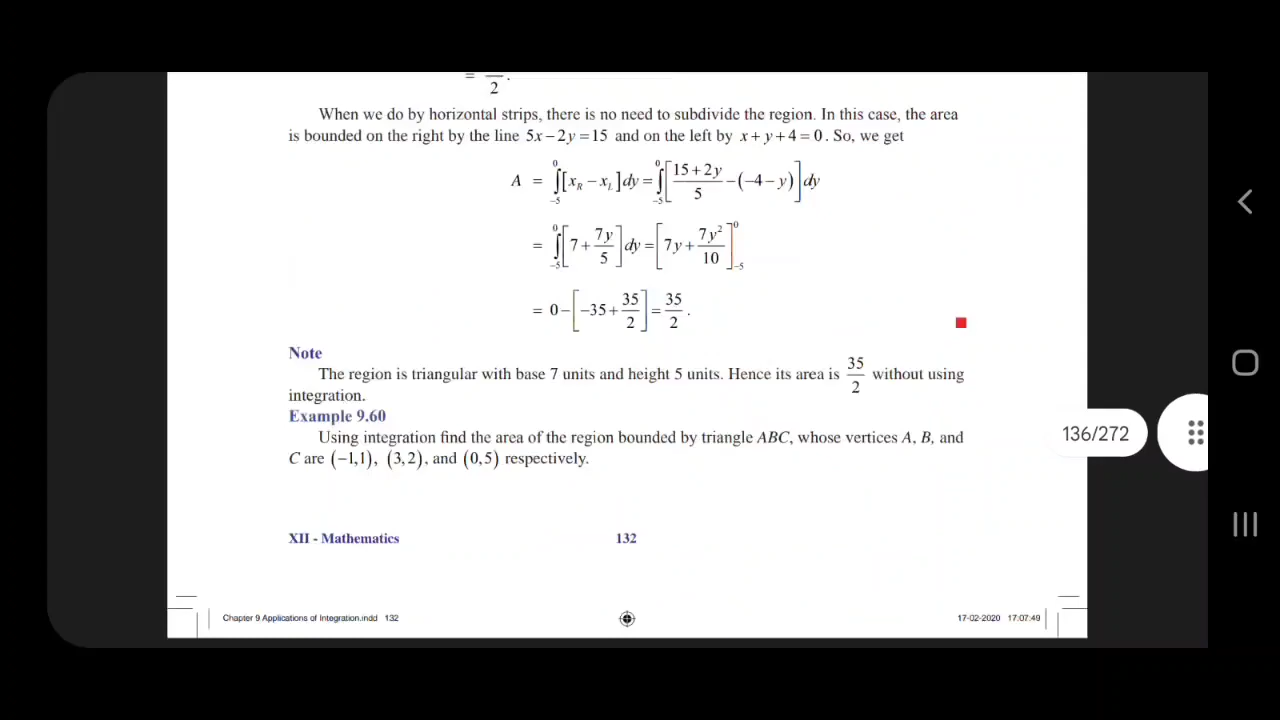 = —/2 .
When we do by horizontal strips, there is no need to subdivide the region. In this case, the area
is bounded on the right by the line 5x − 2y = 15 and on the left by x + y + 4 = 0. So, we get
A = ∫₋₅⁰ [x_R − x_L] dy = ∫₋₅⁰ [(15 + 2y)/5 − (−4 − y)] dy
= ∫₋₅⁰ [7 + 7y/5] dy = [7y + 7y²/10]₋₅⁰
= 0 − [−35 + 35/2] = 35/2 .
Note
The region is triangular with base 7 units and height 5 units. Hence its area is 35/2 without using
integration.
Example 9.60
Using integration find the area of the region bounded by triangle ABC, whose vertices A, B, and
C are (−1,1), (3,2), and (0,5) respectively.
136/272
XII - Mathematics 132
Chapter 9 Applications of Integration.indd 132 17-02-2020 17:07:49